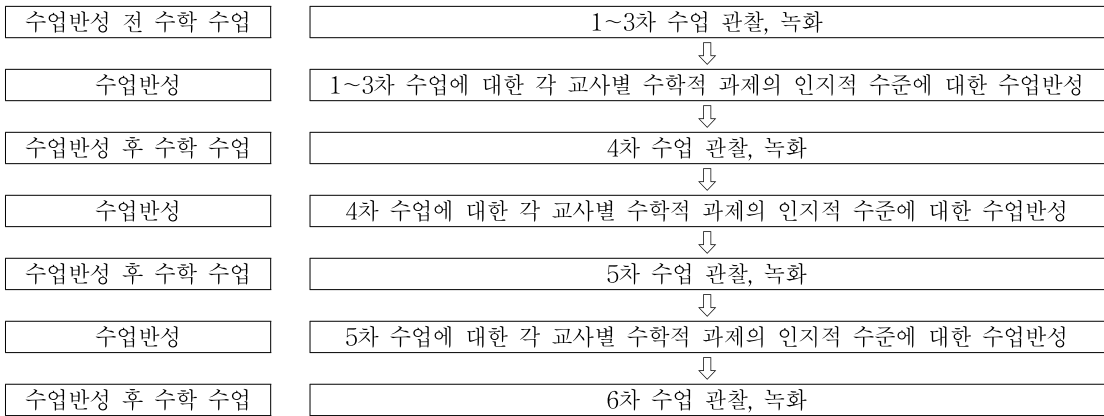 수업반성 전 수학 수업 1~3차 수업 관찰, 녹화
수업반성 1~3차 수업에 대한 각 교사별 수학적 과제의 인지적 수준에 대한 수업반성
수업반성 후 수학 수업 4차 수업 관찰, 녹화
수업반성 4차 수업에 대한 각 교사별 수학적 과제의 인지적 수준에 대한 수업반성
수업반성 후 수학 수업 5차 수업 관찰, 녹화
수업반성 5차 수업에 대한 각 교사별 수학적 과제의 인지적 수준에 대한 수업반성
수업반성 후 수학 수업 6차 수업 관찰, 녹화